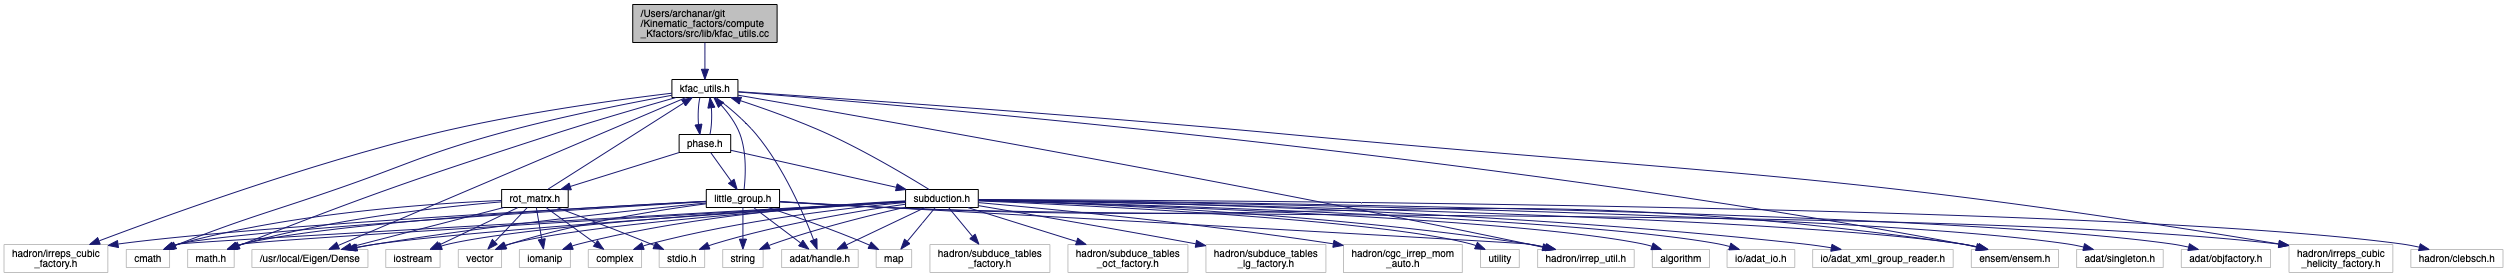 /Users/archanar/git
/Kinematic_factors/compute
_Kfactors/src/lib/kfac_utils.cc
kfac_utils.h
phase.h
rot_matrx.h
little_group.h
subduction.h
hadron/irreps_cubic
_factory.h
cmath
math.h
/usr/local/Eigen/Dense
iostream
vector
iomanip
complex
stdio.h
string
adat/handle.h
map
hadron/subduce_tables
_factory.h
hadron/subduce_tables
_oct_factory.h
hadron/subduce_tables
_lg_factory.h
hadron/cgc_irrep_mom
_auto.h
utility
hadron/irrep_util.h
algorithm
io/adat_io.h
io/adat_xml_group_reader.h
ensem/ensem.h
adat/singleton.h
adat/objfactory.h
hadron/irreps_cubic
_helicity_factory.h
hadron/clebsch.h